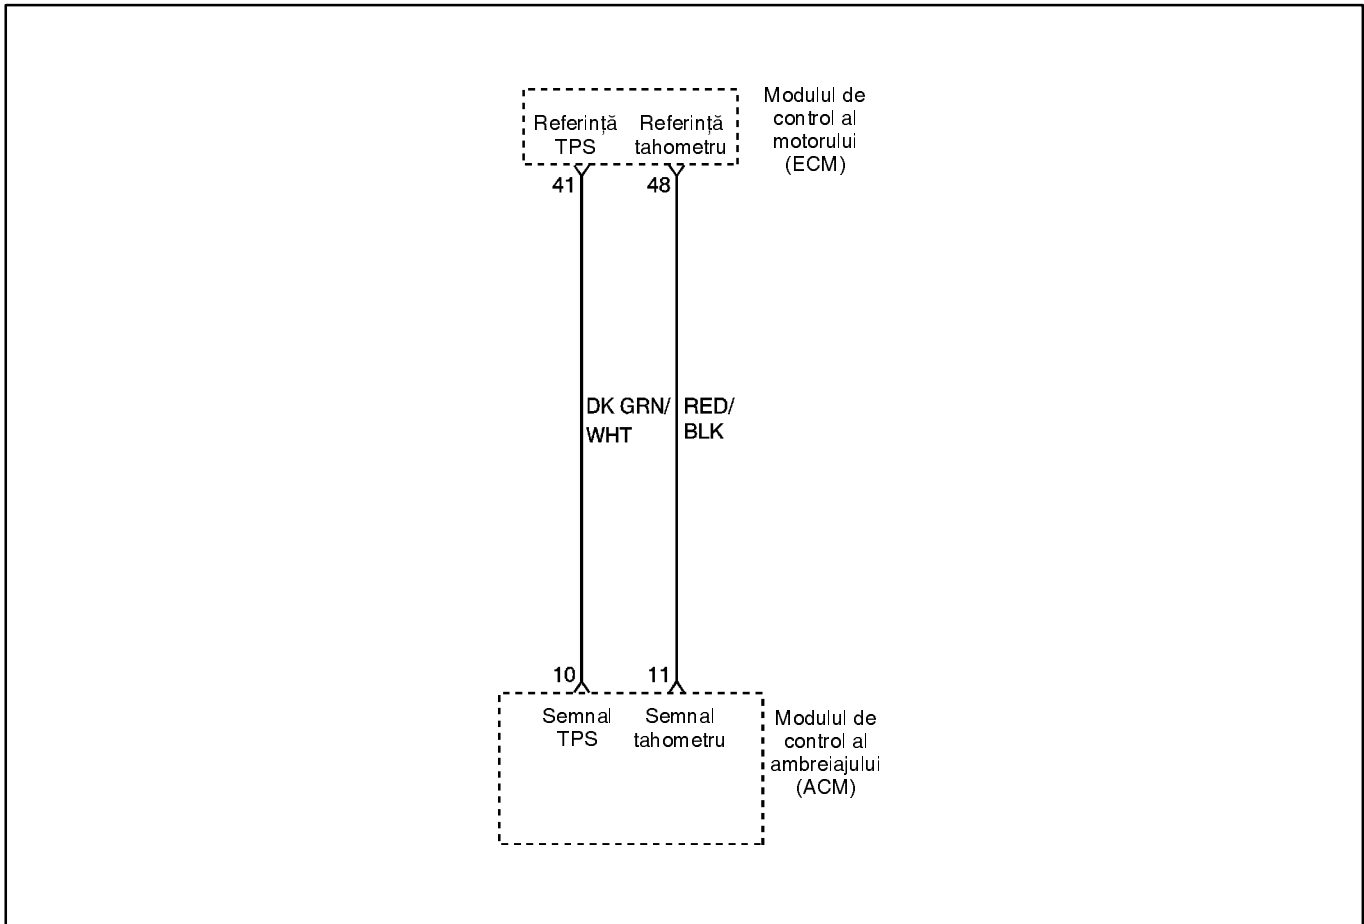 Referință
TPS
Referință
tahometru
Modulul de
control al
motorului
(ECM)
41
48
DK GRN/
WHT
RED/
BLK
10
11
Semnal
TPS
Semnal
tahometru
Modulul de
control al
ambreiajului
(ACM)